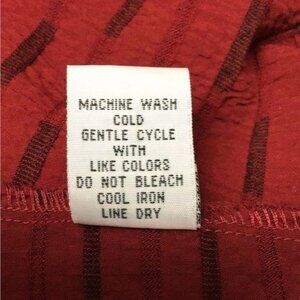 MACHINE WASH
COLD
GENTLE CYCLE
WITH
LIKE COLORS
DO NOT BLEACH
COOL IRON
LINE DRY